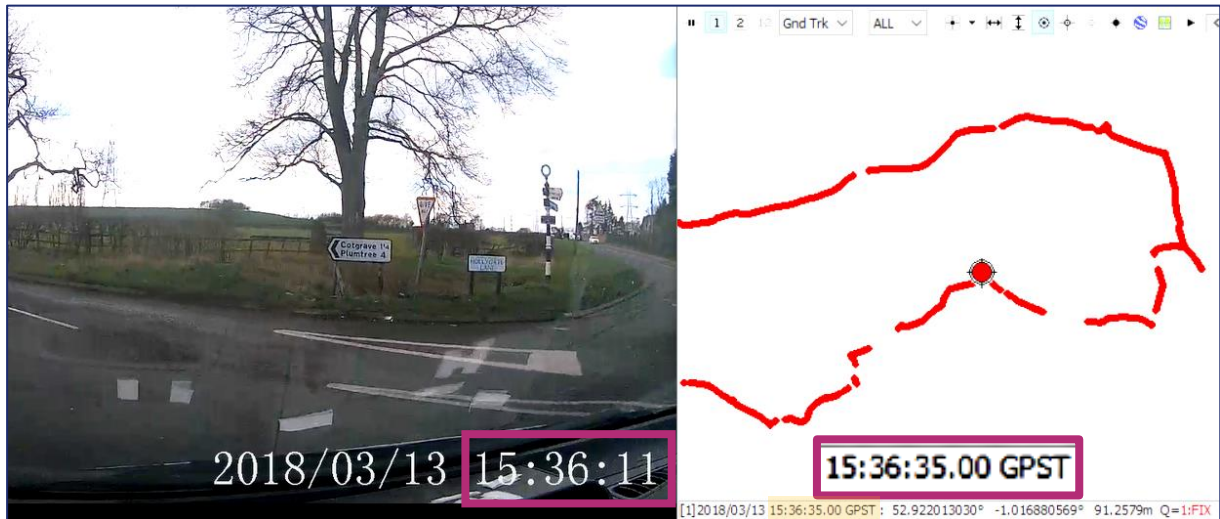 1 2 Gnd Trk ALL
Cotgrave 1¼
Plumtree 4
HOLLYGATE
LANE
2018/03/13 15:36:11
15:36:35.00 GPST
[1]2018/03/13 15:36:35.00 GPST : 52.922013030° -1.016880569° 91.2579m Q=1:FIX